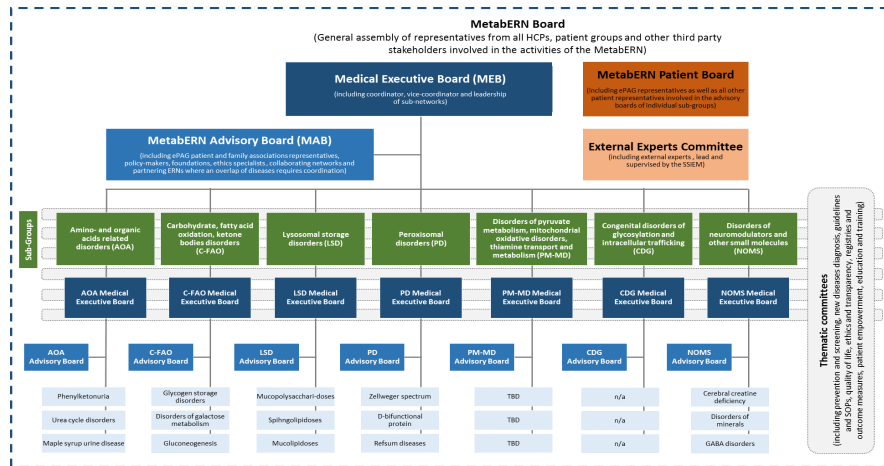 MetabERN Board
(General assembly of representatives from all HCPs, patient groups and other third party
stakeholders involved in the activities of the MetabERN)
Medical Executive Board (MEB)
(including coordinator, vice-coordinator and leadership
of sub-networks)
MetabERN Patient Board
(Including ePAG representatives as well as all other
patient representatives involved in the advisory
boards of individual sub-groups)
MetabERN Advisory Board (MAB)
(including ePAG patient and family associations representatives,
policy-makers, foundations, ethics specialists, collaborating networks and
partnering ERNs where an overlap of diseases requires coordination)
External Experts Committee
(including external experts, lead and
supervised by the SSIEM)
Sub-Groups
Amino- and organic
acids related
disorders (AOA)
Carbohydrate, fatty acid
oxidation, ketone
bodies disorders
(C-FAO)
Lysosomal storage
disorders (LSD)
Peroxisomal disorders (PD)
Disorders of pyruvate
metabolism, mitochondrial
oxidative disorders,
thiamine transport and
metabolism (PM-MD)
Congenital disorders of
glycosylation and
intracellular trafficking
(CDG)
Disorders of
neuromodulators and
other small molecules
(NOMS)
AOA Medical
Executive Board
C-FAO Medical
Executive Board
LSD Medical
Executive Board
PD Medical
Executive Board
PM-MD Medical
Executive Board
CDG Medical
Executive Board
NOMS Medical
Executive Board
AOA
Advisory Board
C-FAO
Advisory Board
LSD
Advisory Board
PD
Advisory Board
PM-MD
Advisory Board
CDG
Advisory Board
NOMS
Advisory Board
Phenylketonuria
Glycogen storage
disorders
Mucopolysacchari-doses
Zellweger spectrum
TBD
n/a
Cerebral creatine
deficiency
Urea cycle disorders
Disorders of galactose
metabolism
Spihngolipidoses
D-bifunctional
protein
TBD
n/a
Disorders of
minerals
Maple syrup urine disease
Gluconeogenesis
Mucolipidoses
Refsum diseases
TBD
n/a
GABA disorders
Thematic committees
(including prevention and screening, new diseases diagnosis, guidelines
and SOPs, quality of life, ethics and transparency, registries and
outcome measures, patient empowerment, education and training)